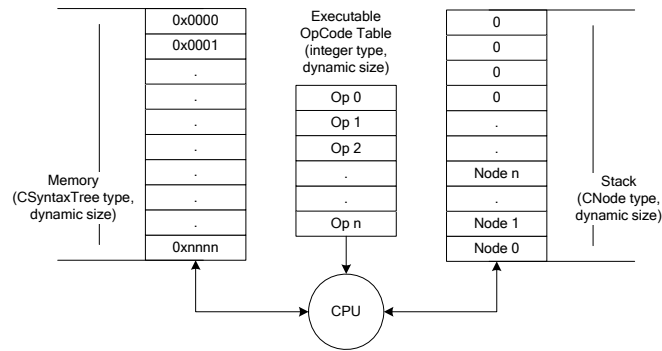 Executable
OpCode Table
(integer type,
dynamic size)
0x0000
0x0001
.
.
.
.
.
.
0xnnnn
Memory
(CSyntaxTree type,
dynamic size)
Op 0
Op 1
Op 2
.
.
Op n
0
0
0
0
.
.
Node n
.
Node 1
Node 0
Stack
(CNode type,
dynamic size)
CPU